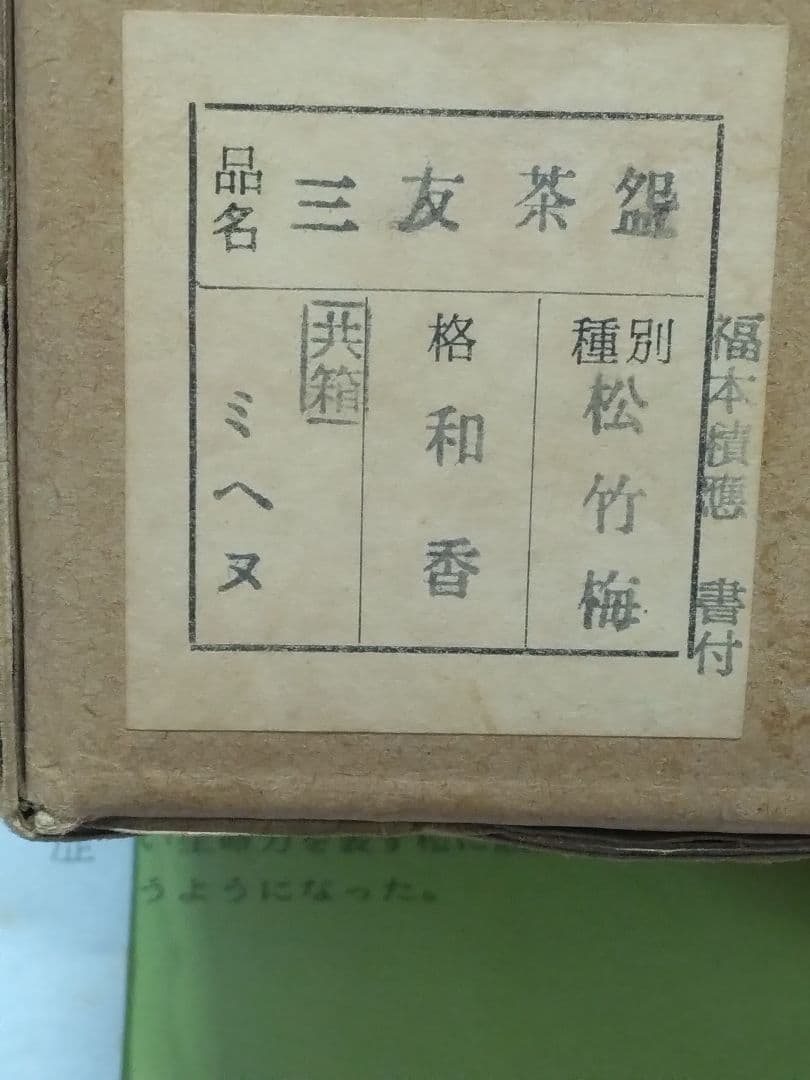 品名 三友茶盌
福本積應 書付
種別 松竹梅
格 和香
共箱
ミヘヌ
うようになった。